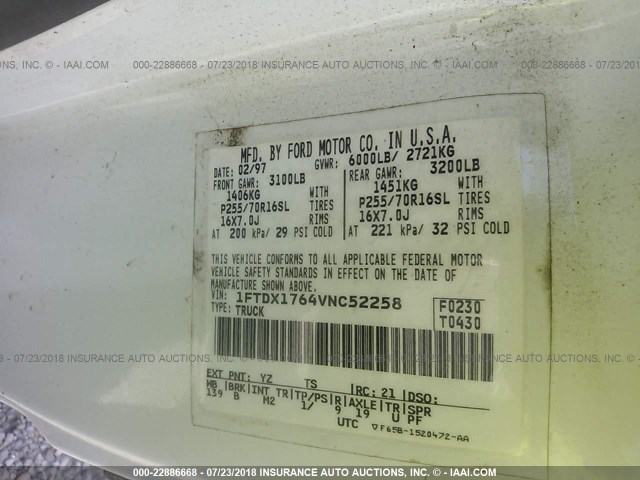 000-22886668 - 07/23/2018 - INSURANCE AUTO AUCTIONS, INC. © - IAAI.COM
MFD. BY FORD MOTOR CO. IN U.S.A.
DATE: 02/97 GVWR: 6000LB/ 2721KG
FRONT GAWR: 3100LB REAR GAWR: 3200LB
1406KG WITH 1451KG WITH
P255/70R16SL TIRES P255/70R16SL TIRES
16X7.0J RIMS 16X7.0J RIMS
AT 200 kPa/ 29 PSI COLD AT 221 kPa/ 32 PSI COLD
THIS VEHICLE CONFORMS TO ALL APPLICABLE FEDERAL MOTOR
VEHICLE SAFETY STANDARDS IN EFFECT ON THE DATE OF
MANUFACTURE SHOWN ABOVE.
VIN: 1FTDX1764VNC52258 F0230
TYPE: TRUCK T0430
000-22886668 - 07/23/2018 - INSURANCE AUTO AUCTIONS, INC. © - IAAI.COM
EXT PNT: YZ TS RC: 21 DSO:
WB BRK INT TR TP/PS R AXLE TR SPR
139 B M2 1/ 9 19 U PF
UTC ▽F65B-1520472-AA
000-22886668 - 07/23/2018 - INSURANCE AUTO AUCTIONS, INC. © - IAAI.COM